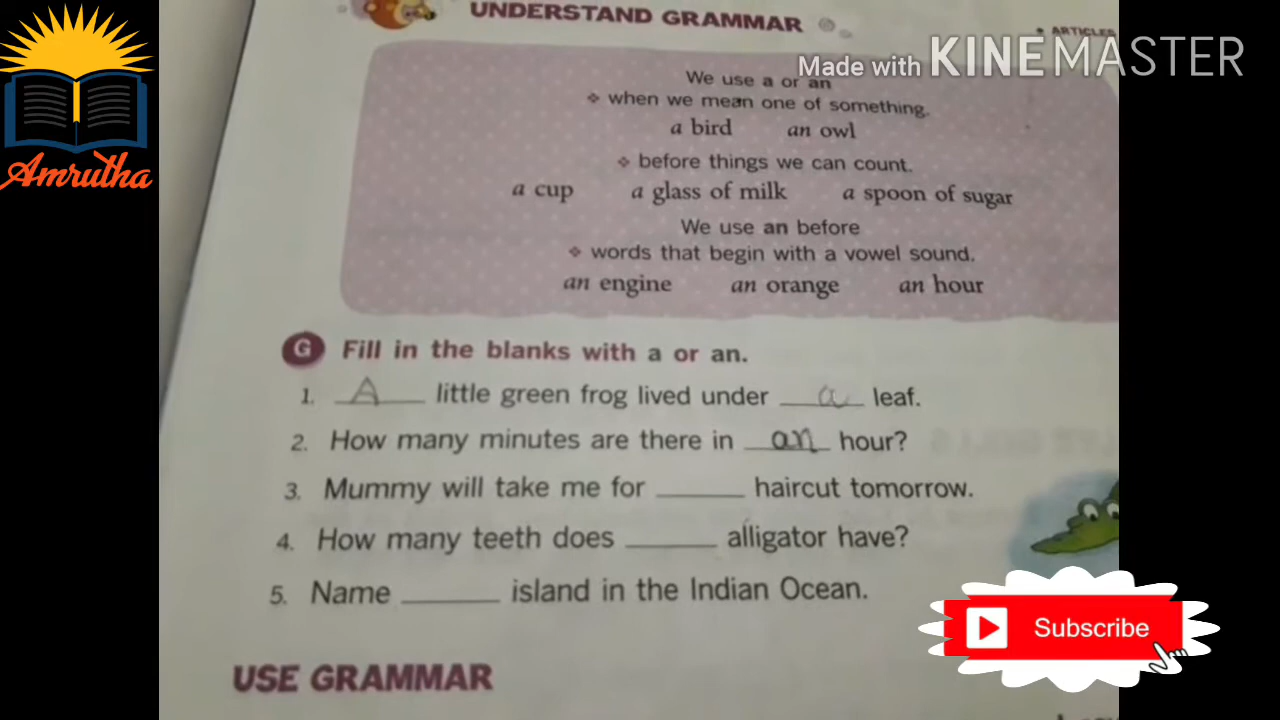 UNDERSTAND GRAMMAR
ARTICLES
Made with KINEMASTER
Amrutha
We use a or an
❖ when we mean one of something.
a bird an owl
❖ before things we can count.
a cup a glass of milk a spoon of sugar
We use an before
❖ words that begin with a vowel sound.
an engine an orange an hour
G Fill in the blanks with a or an.
1. A little green frog lived under a leaf.
2. How many minutes are there in an hour?
3. Mummy will take me for ______ haircut tomorrow.
4. How many teeth does ______ alligator have?
5. Name ______ island in the Indian Ocean.
Subscribe
USE GRAMMAR